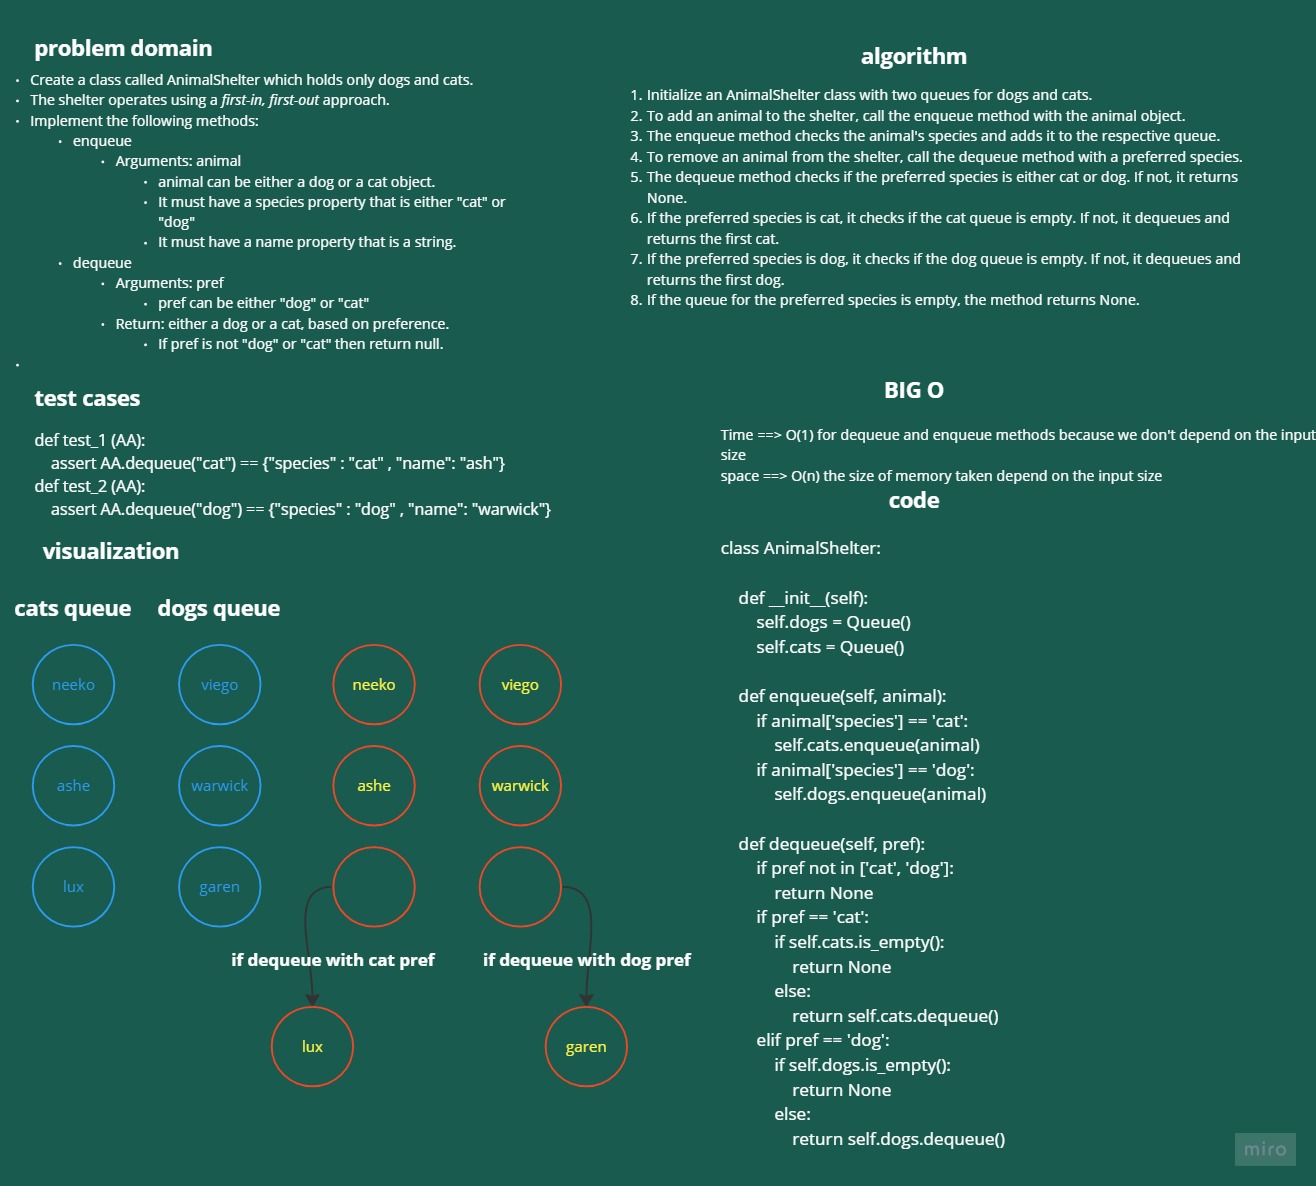 problem domain
• Create a class called AnimalShelter which holds only dogs and cats.
• The shelter operates using a first-in, first-out approach.
• Implement the following methods:
• enqueue
• Arguments: animal
• animal can be either a dog or a cat object.
• It must have a species property that is either "cat" or
"dog"
• It must have a name property that is a string.
• dequeue
• Arguments: pref
• pref can be either "dog" or "cat"
• Return: either a dog or a cat, based on preference.
• If pref is not "dog" or "cat" then return null.
•
test cases
def test_1 (AA):
assert AA.dequeue("cat") == {"species" : "cat" , "name": "ash"}
def test_2 (AA):
assert AA.dequeue("dog") == {"species" : "dog" , "name": "warwick"}
visualization
cats queue dogs queue
neeko viego neeko viego
ashe warwick ashe warwick
lux garen
if dequeue with cat pref if dequeue with dog pref
lux garen
algorithm
1. Initialize an AnimalShelter class with two queues for dogs and cats.
2. To add an animal to the shelter, call the enqueue method with the animal object.
3. The enqueue method checks the animal's species and adds it to the respective queue.
4. To remove an animal from the shelter, call the dequeue method with a preferred species.
5. The dequeue method checks if the preferred species is either cat or dog. If not, it returns
None.
6. If the preferred species is cat, it checks if the cat queue is empty. If not, it dequeues and
returns the first cat.
7. If the preferred species is dog, it checks if the dog queue is empty. If not, it dequeues and
returns the first dog.
8. If the queue for the preferred species is empty, the method returns None.
BIG O
Time ==> O(1) for dequeue and enqueue methods because we don't depend on the input
size
space ==> O(n) the size of memory taken depend on the input size
code
class AnimalShelter:
def __init__(self):
self.dogs = Queue()
self.cats = Queue()
def enqueue(self, animal):
if animal['species'] == 'cat':
self.cats.enqueue(animal)
if animal['species'] == 'dog':
self.dogs.enqueue(animal)
def dequeue(self, pref):
if pref not in ['cat', 'dog']:
return None
if pref == 'cat':
if self.cats.is_empty():
return None
else:
return self.cats.dequeue()
elif pref == 'dog':
if self.dogs.is_empty():
return None
else:
return self.dogs.dequeue()
miro